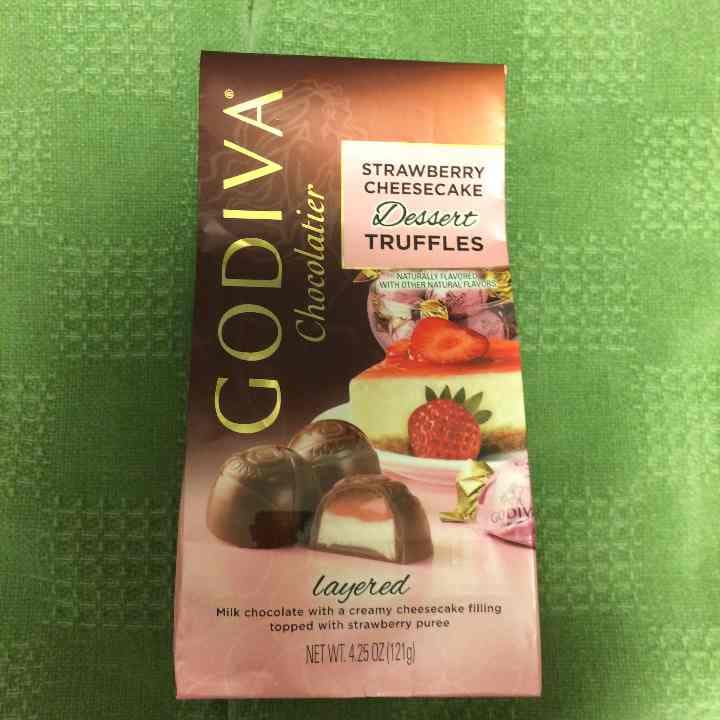 GODIVA®
Chocolatier
STRAWBERRY
CHEESECAKE
Dessert
TRUFFLES
NATURALLY FLAVORED
WITH OTHER NATURAL FLAVORS
GODIV
layered
Milk chocolate with a creamy cheesecake filling
topped with strawberry puree
NET WT. 4.25 OZ (121g)